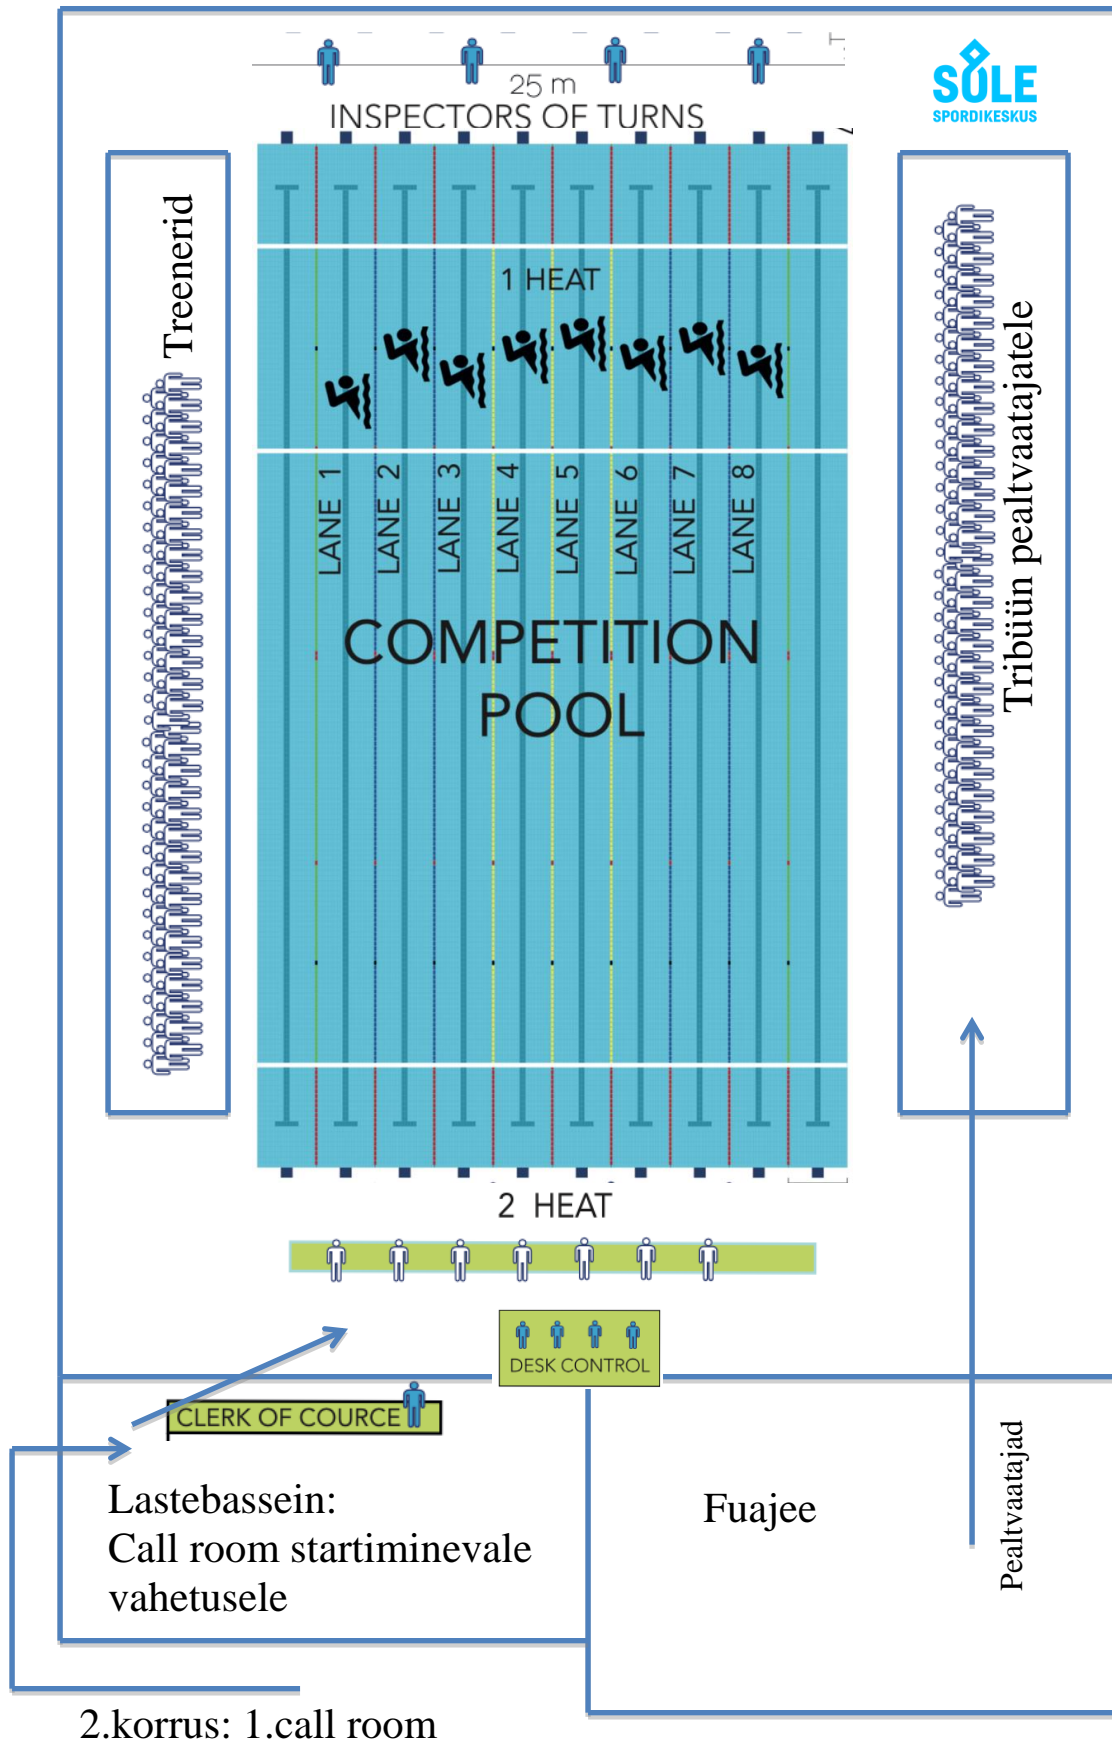 25 m
INSPECTORS OF TURNS
SÕLE
SPORDIKESKUS
Treenerid
1 HEAT
LANE 1
LANE 2
LANE 3
LANE 4
LANE 5
LANE 6
LANE 7
LANE 8
COMPETITION
POOL
Tribüün pealtvaatajatele
2 HEAT
DESK CONTROL
CLERK OF COURCE
Lastebassein:
Call room startiminevale
vahetusele
Fuajee
Pealtvaatajad
2.korrus: 1.call room